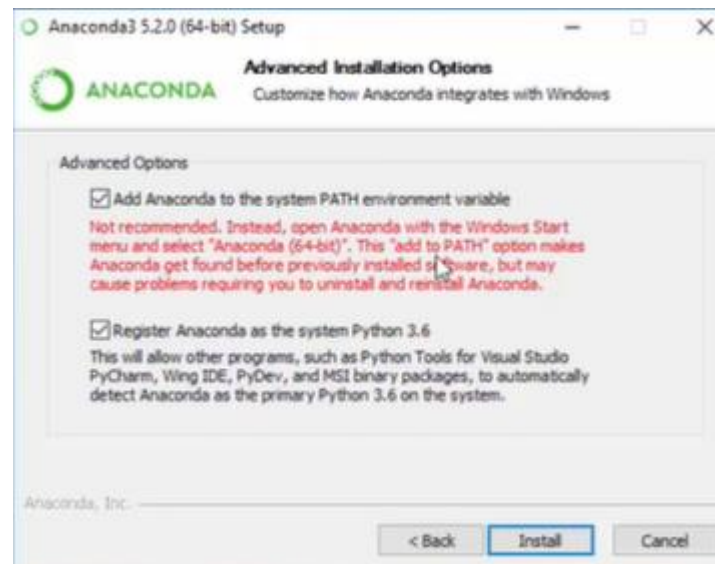 Anaconda3 5.2.0 (64-bit) Setup
ANACONDA
Advanced Installation Options
Customize how Anaconda integrates with Windows
Advanced Options
Add Anaconda to the system PATH environment variable
Not recommended. Instead, open Anaconda with the Windows Start
menu and select "Anaconda (64-bit)". This "add to PATH" option makes
Anaconda get found before previously installed software, but may
cause problems requiring you to uninstall and reinstall Anaconda.
Register Anaconda as the system Python 3.6
This will allow other programs, such as Python Tools for Visual Studio
PyCharm, Wing IDE, PyDev, and MSI binary packages, to automatically
detect Anaconda as the primary Python 3.6 on the system.
Anaconda, Inc.
< Back
Install
Cancel